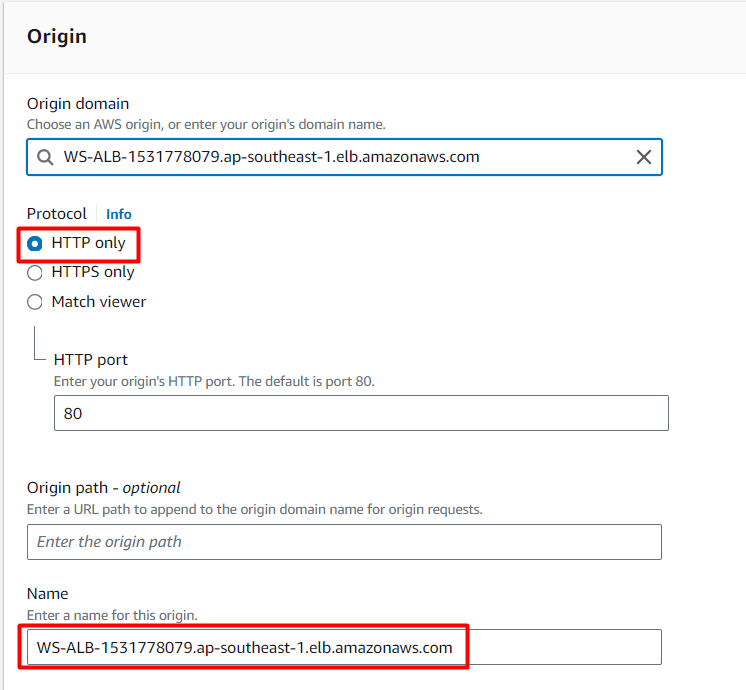 Origin
Origin domain
Choose an AWS origin, or enter your origin's domain name.
WS-ALB-1531778079.ap-southeast-1.elb.amazonaws.com
Protocol Info
HTTP only
HTTPS only
Match viewer
HTTP port
Enter your origin's HTTP port. The default is port 80.
80
Origin path - optional
Enter a URL path to append to the origin domain name for origin requests.
Enter the origin path
Name
Enter a name for this origin.
WS-ALB-1531778079.ap-southeast-1.elb.amazonaws.com